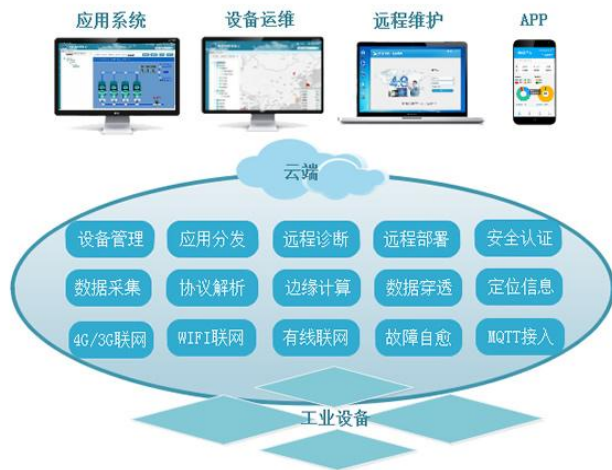 应用系统 设备运维 远程维护 APP
云端
设备管理 应用分发 远程诊断 远程部署 安全认证
数据采集 协议解析 边缘计算 数据穿透 定位信息
4G/3G联网 WIFI联网 有线联网 故障自愈 MQTT接入
工业设备